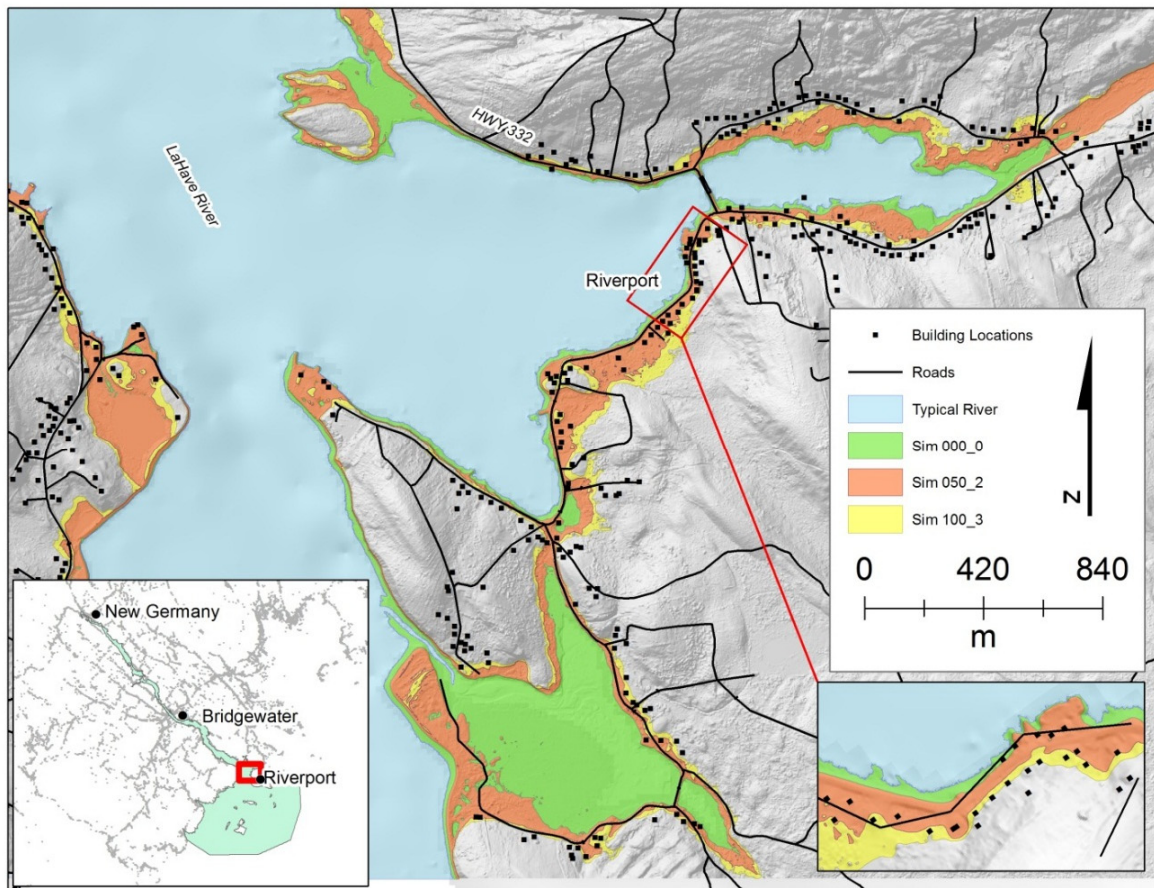 HWY 332
LaHave River
Riverport
Building Locations
Roads
Typical River
Sim 000_0
Sim 050_2
Sim 100_3
N
0 420 840
m
New Germany
Bridgewater
Riverport